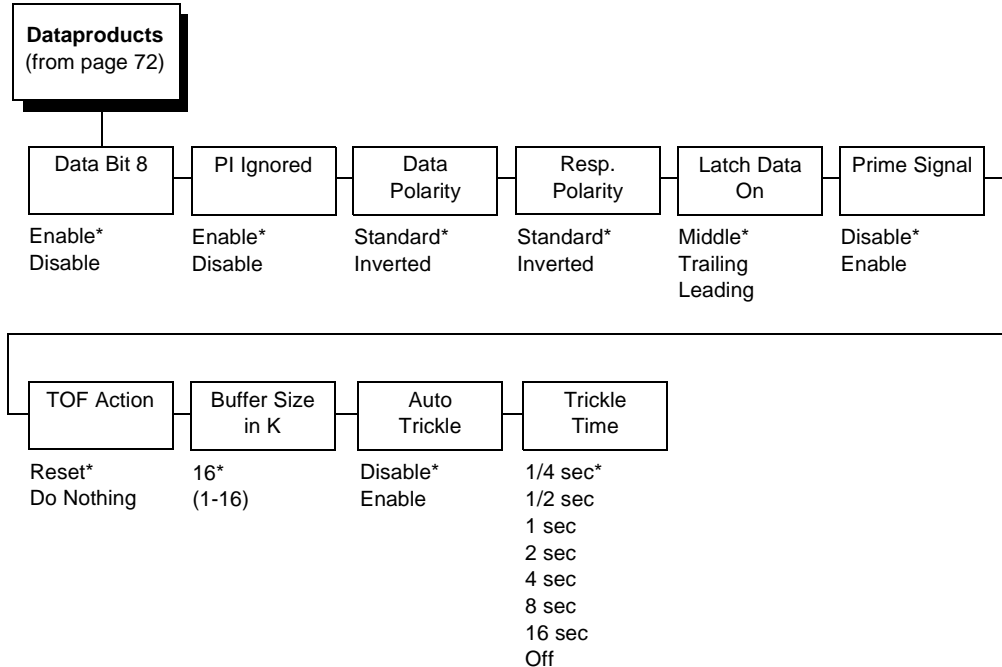 Dataproducts
(from page 72)
Data Bit 8
Enable*
Disable
PI Ignored
Enable*
Disable
Data
Polarity
Standard*
Inverted
Resp.
Polarity
Standard*
Inverted
Latch Data
On
Middle*
Trailing
Leading
Prime Signal
Disable*
Enable
TOF Action
Reset*
Do Nothing
Buffer Size
in K
16*
(1-16)
Auto
Trickle
Disable*
Enable
Trickle
Time
1/4 sec*
1/2 sec
1 sec
2 sec
4 sec
8 sec
16 sec
Off